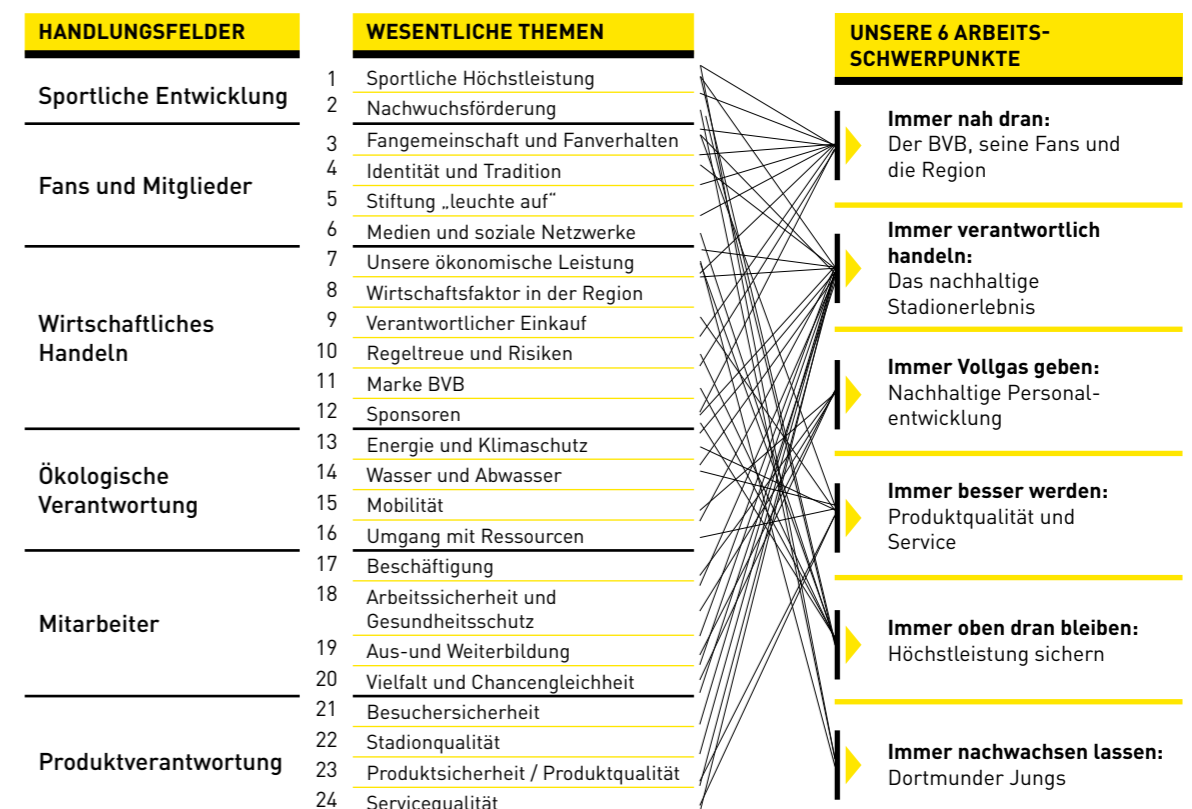 HANDLUNGSFELDER
Sportliche Entwicklung
Fans und Mitglieder
Wirtschaftliches
Handeln
Ökologische
Verantwortung
Mitarbeiter
Produktverantwortung
WESENTLICHE THEMEN
1 Sportliche Höchstleistung
2 Nachwuchsförderung
3 Fangemeinschaft und Fanverhalten
4 Identität und Tradition
5 Stiftung „leuchte auf“
6 Medien und soziale Netzwerke
7 Unsere ökonomische Leistung
8 Wirtschaftsfaktor in der Region
9 Verantwortlicher Einkauf
10 Regeltreue und Risiken
11 Marke BVB
12 Sponsoren
13 Energie und Klimaschutz
14 Wasser und Abwasser
15 Mobilität
16 Umgang mit Ressourcen
17 Beschäftigung
18 Arbeitssicherheit und
Gesundheitsschutz
19 Aus-und Weiterbildung
20 Vielfalt und Chancengleichheit
21 Besuchersicherheit
22 Stadionqualität
23 Produktsicherheit / Produktqualität
24 Servicequalität
UNSERE 6 ARBEITS-
SCHWERPUNKTE
Immer nah dran:
Der BVB, seine Fans und
die Region
Immer verantwortlich
handeln:
Das nachhaltige
Stadionerlebnis
Immer Vollgas geben:
Nachhaltige Personal-
entwicklung
Immer besser werden:
Produktqualität und
Service
Immer oben dran bleiben:
Höchstleistung sichern
Immer nachwachsen lassen:
Dortmunder Jungs